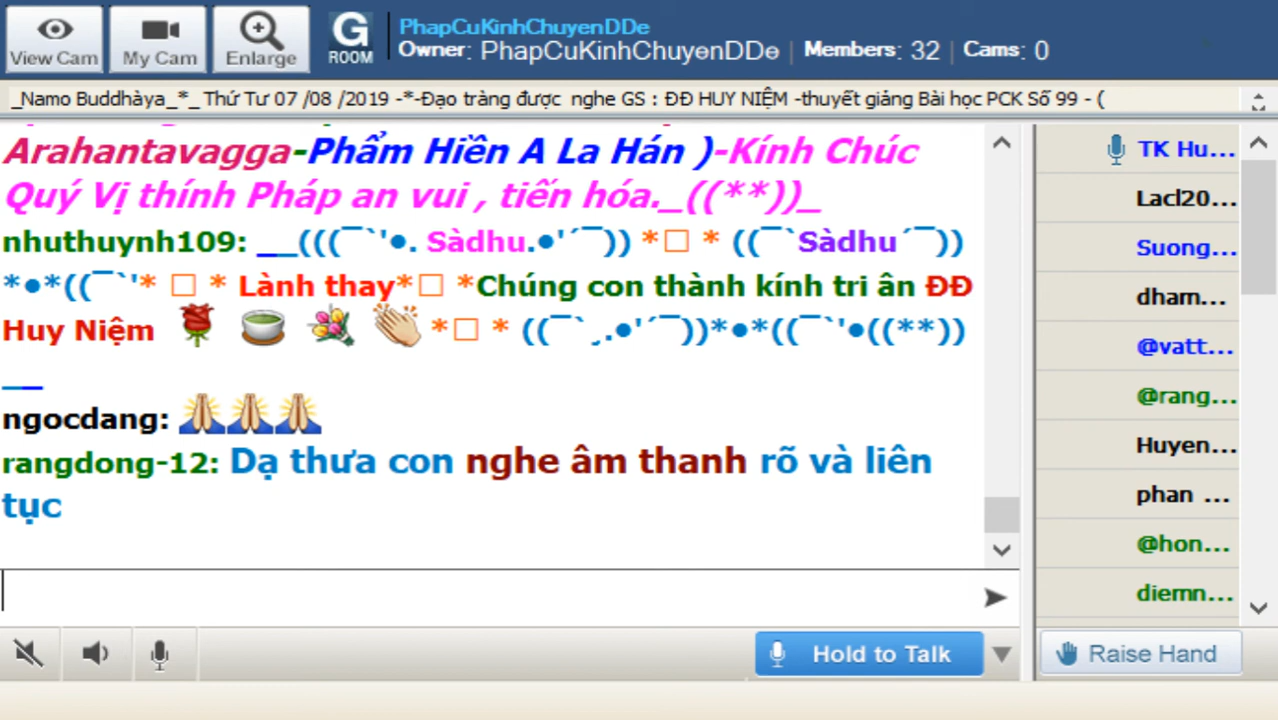 View Cam
My Cam
Enlarge
G ROOM
PhapCuKinhChuyenDDe
Owner: PhapCuKinhChuyenDDe | Members: 32 | Cams: 0
_Namo Buddhàya_*_ Thứ Tư 07 /08 /2019 -*-Đạo tràng được nghe GS : ĐĐ HUY NIỆM -thuyết giảng Bài học PCK Số 99 - (
Arahantavagga-Phẩm Hiền A La Hán )-Kính Chúc
Quý Vị thính Pháp an vui , tiến hóa._((**))_
nhuthuynh109: __(((¯`'●. Sàdhu.●'´¯)) *□ * ((¯`Sàdhu´¯))
*●*((¯`'* □ * Lành thay*□ *Chúng con thành kính tri ân ĐĐ
Huy Niệm 🌹 🍵 💐 👏 *□ * ((¯`¸.●'´¯))*●*((¯`'●((**))
__
ngocdang: 🙏🙏🙏
rangdong-12: Dạ thưa con nghe âm thanh rõ và liên
tục
TK Hu...
Lacl20...
Suong...
dham...
@vatt...
@rang...
Huyen...
phan ...
@hon...
diemn...
Hold to Talk
Raise Hand